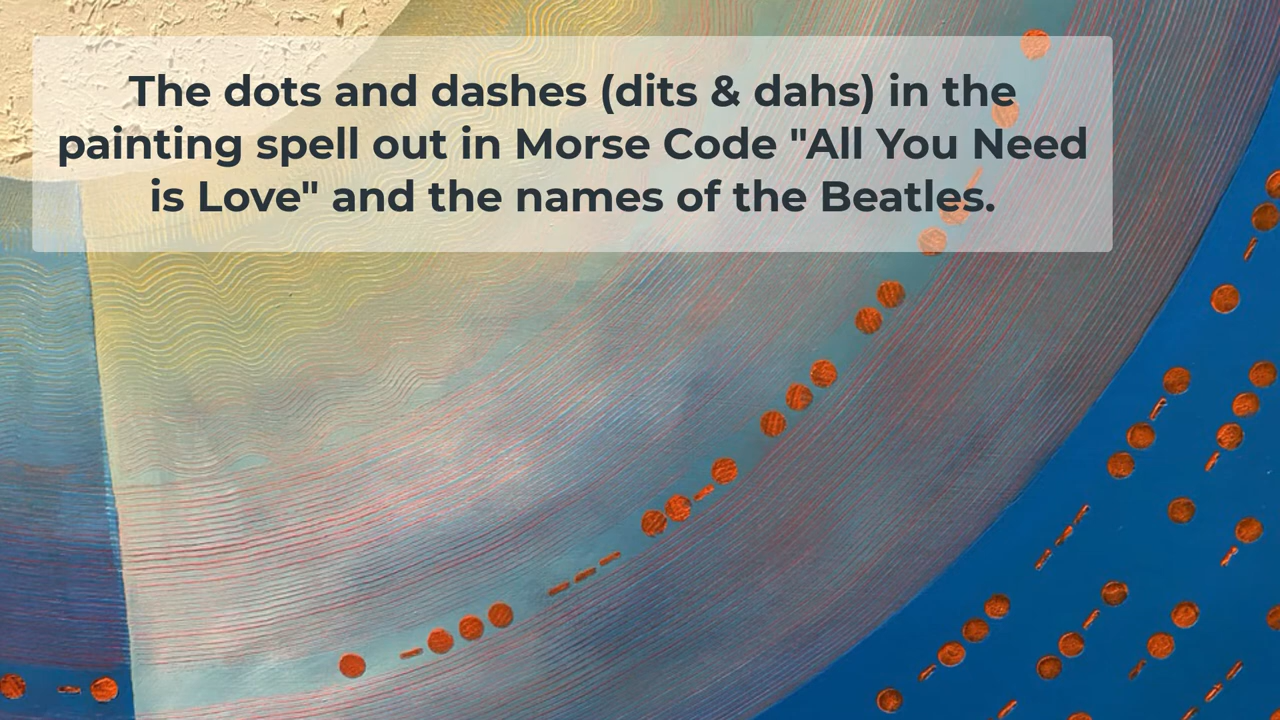 The dots and dashes (dits & dahs) in the
painting spell out in Morse Code "All You Need
is Love" and the names of the Beatles.